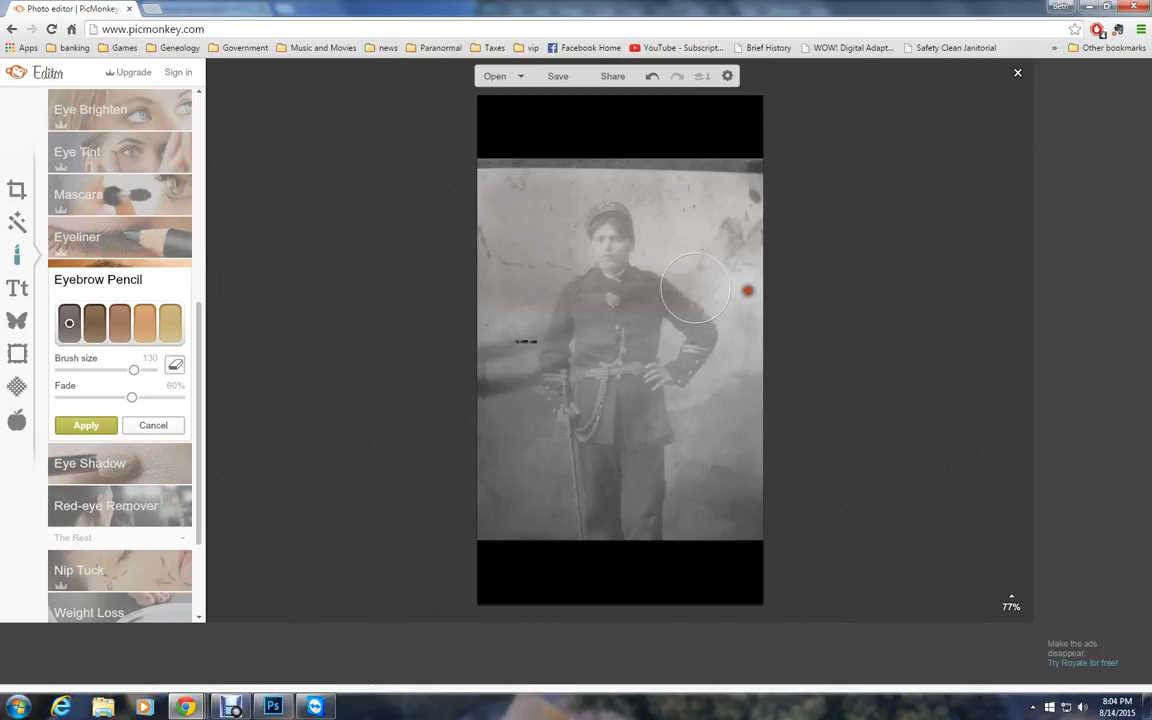 Photo editor | PicMonkey
Beth
www.picmonkey.com
Apps banking Games Geneology Government Music and Movies news Paranormal Taxes vip Facebook Home YouTube - Subscript... Brief History WOW! Digital Adapt... Safety Clean Janitorial » Other bookmarks
Editor Upgrade Sign in
Open Save Share
Eye Brighten
Eye Tint
Mascara
Eyeliner
Eyebrow Pencil
Brush size 130
Fade 60%
Apply Cancel
Eye Shadow
Red-eye Remover
The Rest
Nip Tuck
Weight Loss
Tt
77%
Make the ads
disappear.
Try Royale for free!
Ps
8:04 PM
8/14/2015